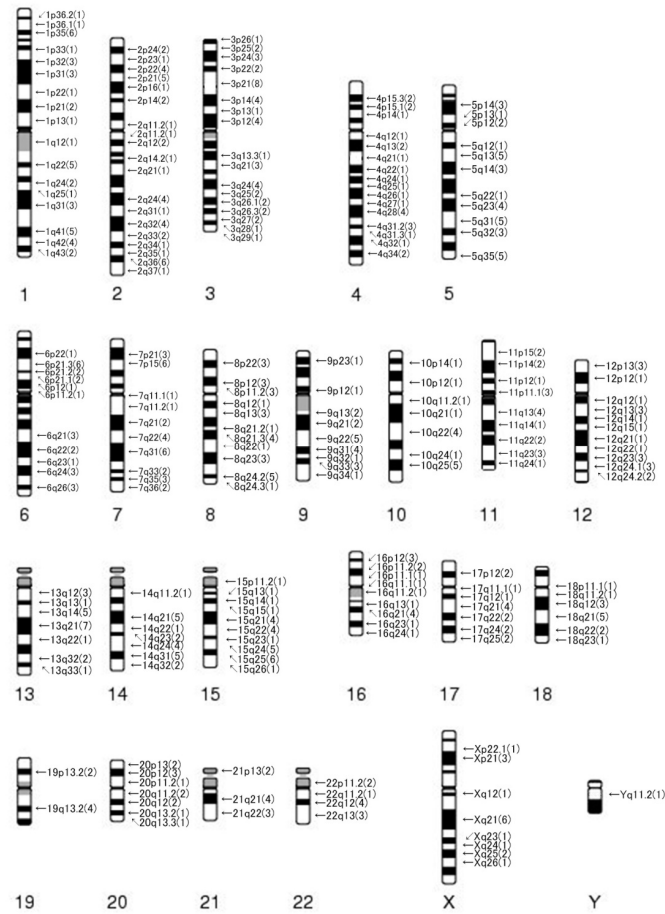 1p36.2(1)
1p36.1(1)
1p35(6)
1p33(1)
1p32(3)
1p31(3)
1p22(1)
1p21(2)
1p13(1)
1q12(1)
1q22(5)
1q24(2)
1q25(1)
1q31(3)
1q41(5)
1q42(4)
1q43(2)
1
2p24(2)
2p23(1)
2p22(4)
2p21(5)
2p16(1)
2p14(2)
2q11.2(1)
2q11.2(1)
2q12(2)
2q14.2(1)
2q21(1)
2q24(4)
2q31(1)
2q32(4)
2q33(2)
2q34(1)
2q35(1)
2q36(6)
2q37(1)
2
3p26(1)
3p25(2)
3p24(3)
3p22(2)
3p21(8)
3p14(4)
3p13(1)
3p12(4)
3q13.3(1)
3q21(3)
3q24(4)
3q25(2)
3q26.1(2)
3q26.3(2)
3q27(2)
3q28(1)
3q29(1)
3
4p15.3(2)
4p15.1(2)
4p14(1)
4q12(1)
4q13(2)
4q21(1)
4q22(1)
4q24(1)
4q25(1)
4q26(1)
4q27(1)
4q28(4)
4q31.2(3)
4q31.3(1)
4q32(1)
4q34(2)
4
5p14(3)
5p13(1)
5p12(2)
5q12(1)
5q13(5)
5q14(3)
5q22(1)
5q23(4)
5q31(5)
5q32(3)
5q35(5)
5
6p22(1)
6p21.3(6)
6p21.2(2)
6p21.1(2)
6p12(1)
6p11.2(1)
6q21(3)
6q22(2)
6q23(1)
6q24(3)
6q26(3)
6
7p21(3)
7p15(6)
7q11.1(1)
7q11.2(1)
7q21(2)
7q22(4)
7q31(6)
7q33(2)
7q35(3)
7q36(2)
7
8p22(3)
8p12(3)
8p11.2(3)
8q12(1)
8q13(3)
8q21.2(1)
8q21.3(4)
8q22(1)
8q23(3)
8q24.2(5)
8q24.3(1)
8
9p23(1)
9p12(1)
9q13(2)
9q21(2)
9q22(5)
9q31(4)
9q32(1)
9q33(3)
9q34(1)
9
10p14(1)
10p12(1)
10q11.2(1)
10q21(1)
10q22(4)
10q24(1)
10q25(5)
10
11p15(2)
11p14(2)
11p12(1)
11p11.1(3)
11q13(4)
11q14(1)
11q22(2)
11q23(3)
11q24(1)
11
12p13(3)
12p12(1)
12q12(1)
12q13(3)
12q14(1)
12q15(1)
12q21(1)
12q22(1)
12q23(3)
12q24.1(3)
12q24.2(2)
12
13q12(3)
13q13(1)
13q14(5)
13q21(7)
13q22(1)
13q32(2)
13q33(1)
13
14q11.2(1)
14q21(5)
14q22(1)
14q23(2)
14q24(4)
14q31(5)
14q32(2)
14
15p11.2(1)
15q13(1)
15q14(1)
15q15(1)
15q21(4)
15q22(4)
15q23(1)
15q24(5)
15q25(6)
15q26(1)
15
16p12(3)
16p11.2(2)
16p11.1(1)
16q11.1(1)
16q11.2(1)
16q13(1)
16q21(4)
16q23(1)
16q24(1)
16
17p12(2)
17q11.1(1)
17q12(1)
17q21(4)
17q22(2)
17q24(2)
17q25(2)
17
18p11.1(1)
18q11.2(1)
18q12(3)
18q21(5)
18q22(2)
18q23(1)
18
19p13.2(2)
19q13.2(4)
19
20p13(2)
20p12(3)
20p11.2(1)
20q11.2(2)
20q12(2)
20q13.2(1)
20q13.3(1)
20
21p13(2)
21q21(4)
21q22(3)
21
22p11.2(2)
22q11.2(1)
22q12(4)
22q13(3)
22
Xp22.1(1)
Xp21(3)
Xq12(1)
Xq21(6)
Xq23(1)
Xq24(1)
Xq25(2)
Xq26(1)
X
Yq11.2(1)
Y